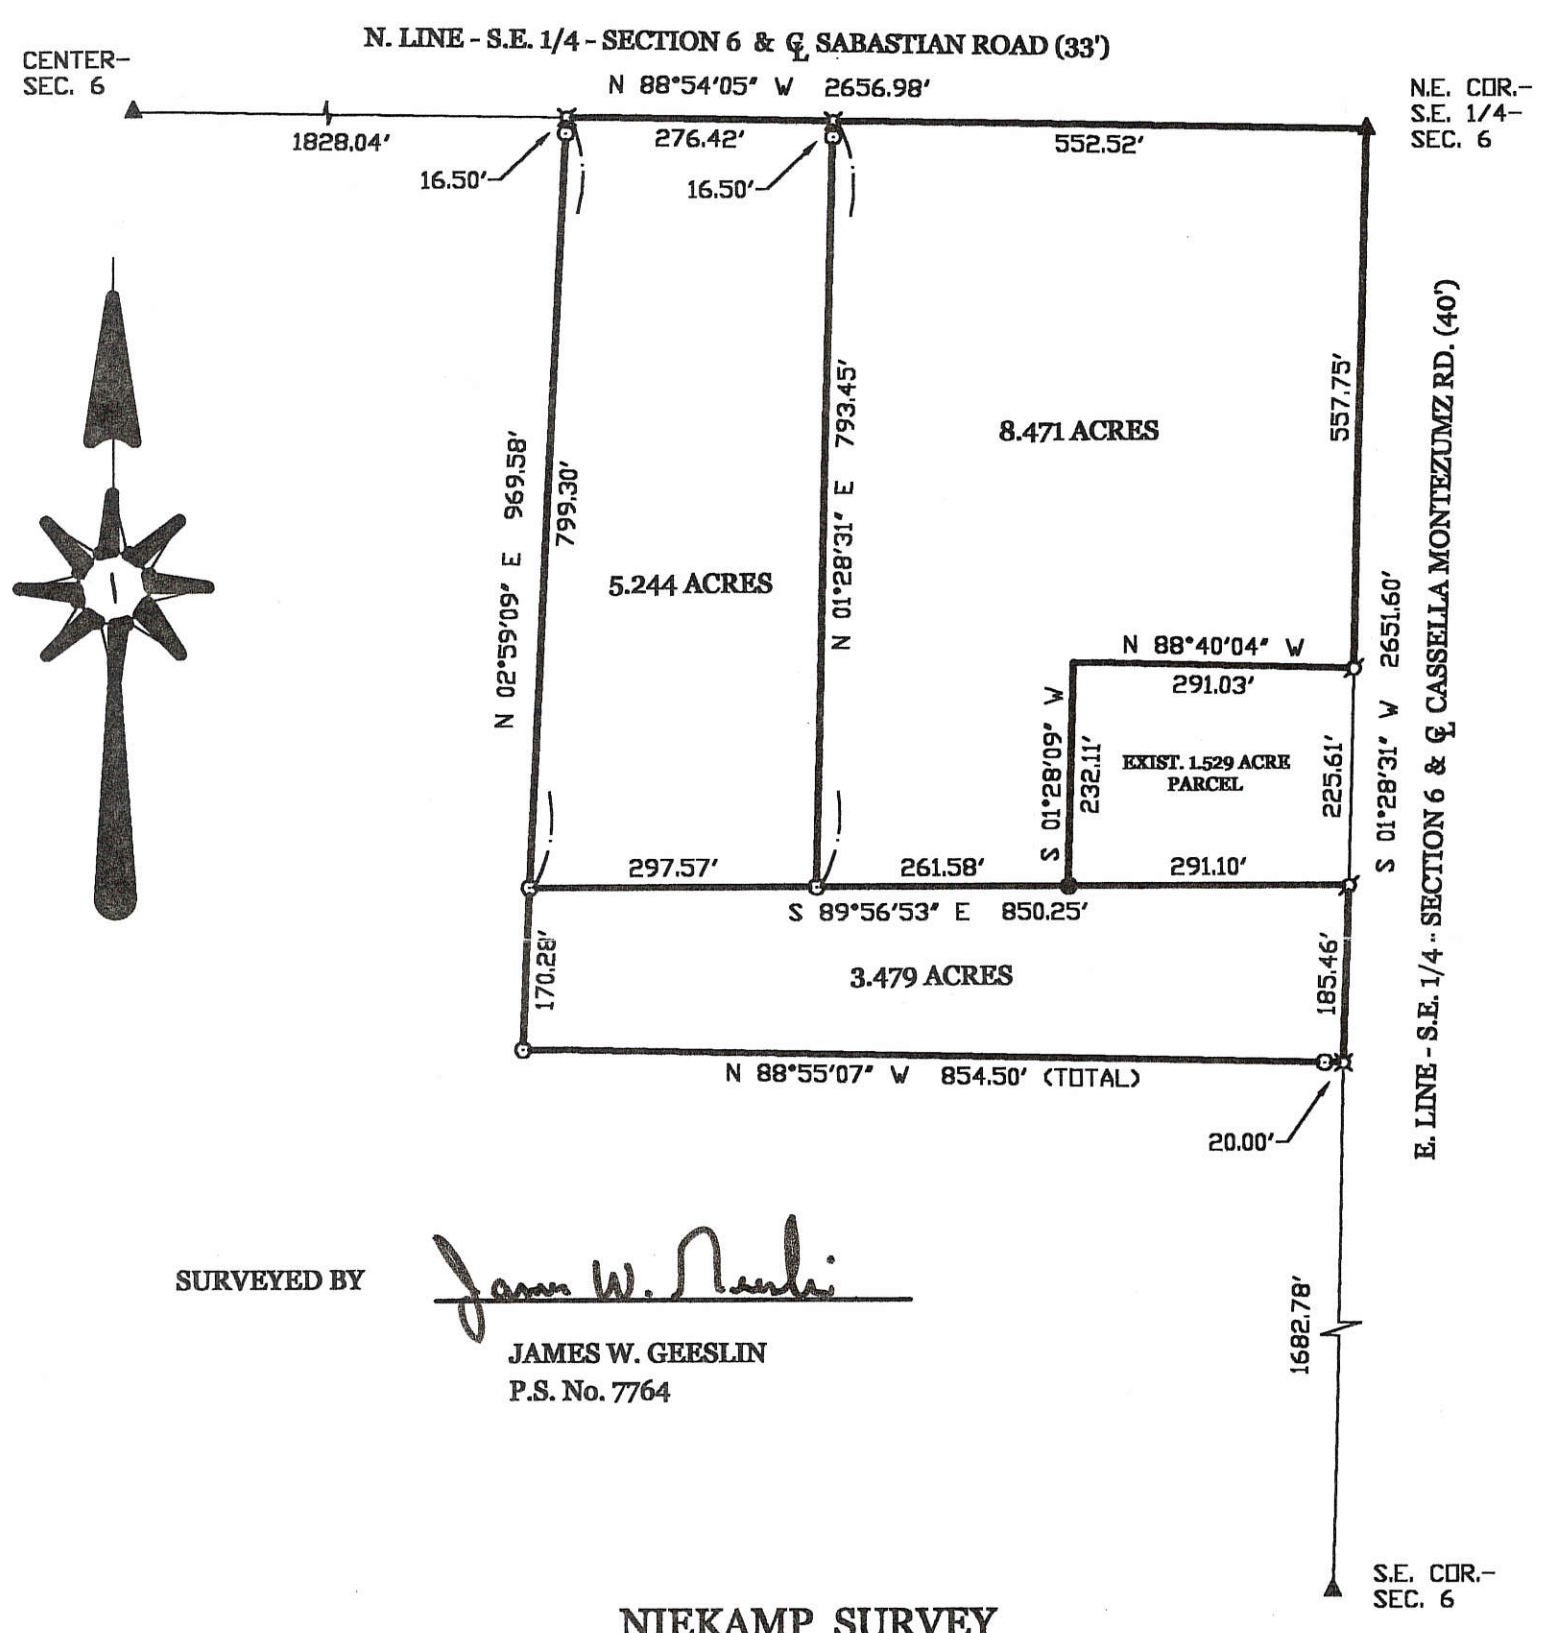 N. LINE - S.E. 1/4 - SECTION 6 & ℄ SABASTIAN ROAD (33')
CENTER-
SEC. 6
N 88°54'05" W 2656.98'
N.E. COR.-
S.E. 1/4-
SEC. 6
1828.04'
276.42'
552.52'
16.50'
16.50'
N 02°59'09" E 969.58'
799.30'
N 01°28'31" E 793.45'
557.75'
8.471 ACRES
5.244 ACRES
E. LINE - S.E. 1/4 - SECTION 6 & ℄ CASSELLA MONTEZUMZ RD. (40')
S 01°28'31" W 2651.60'
N 88°40'04" W
291.03'
S 01°28'09" W
232.11'
EXIST. 1.529 ACRE
PARCEL
225.61'
297.57'
261.58'
291.10'
S 89°56'53" E 850.25'
170.28'
3.479 ACRES
185.46'
N 88°55'07" W 854.50' (TOTAL)
20.00'
SURVEYED BY
James W. Geeslin
JAMES W. GEESLIN
P.S. No. 7764
1682.78'
S.E. COR.-
SEC. 6
NIEKAMP SURVEY